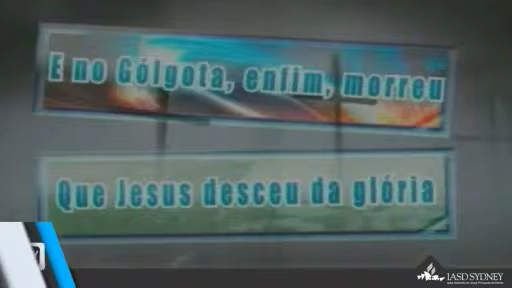 E no Gólgota, enfim, morreu
Que Jesus desceu da glória
IASD SYDNEY